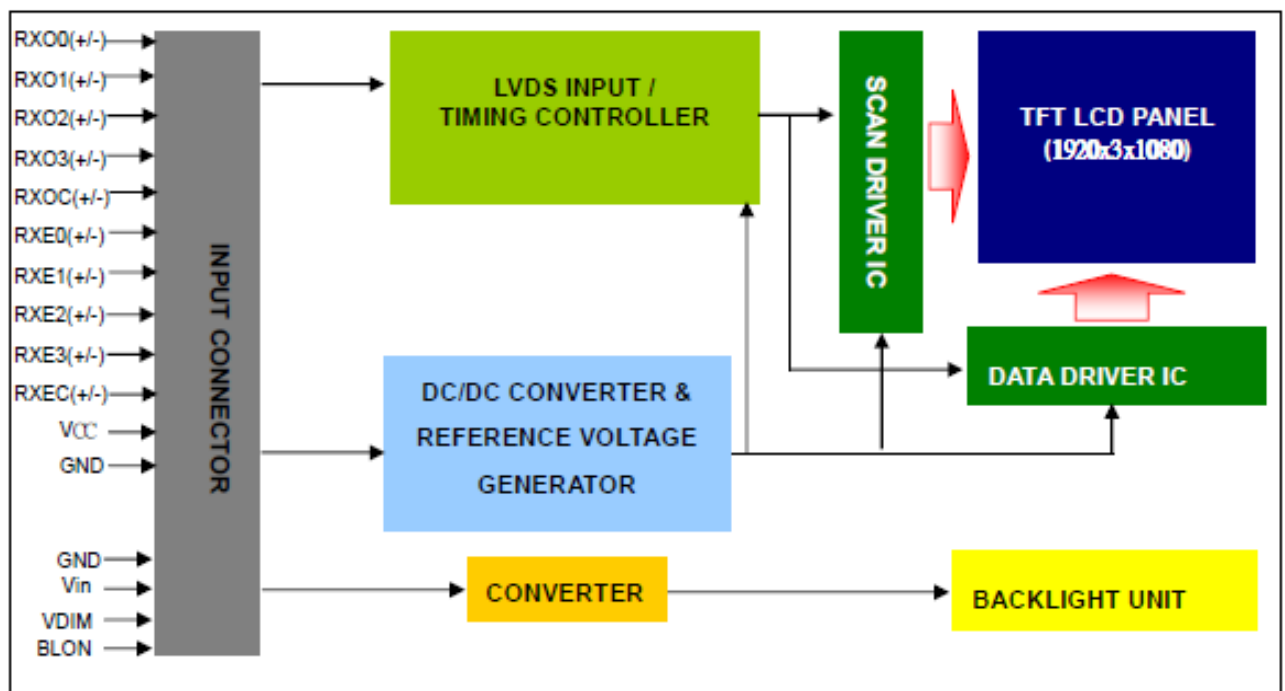 RXO0(+/-)
RXO1(+/-)
RXO2(+/-)
RXO3(+/-)
RXOC(+/-)
RXE0(+/-)
RXE1(+/-)
RXE2(+/-)
RXE3(+/-)
RXEC(+/-)
VCC
GND
GND
Vin
VDIM
BLON
INPUT CONNECTOR
LVDS INPUT /
TIMING CONTROLLER
DC/DC CONVERTER &
REFERENCE VOLTAGE
GENERATOR
CONVERTER
SCAN DRIVER IC
TFT LCD PANEL
(1920x3x1080)
DATA DRIVER IC
BACKLIGHT UNIT